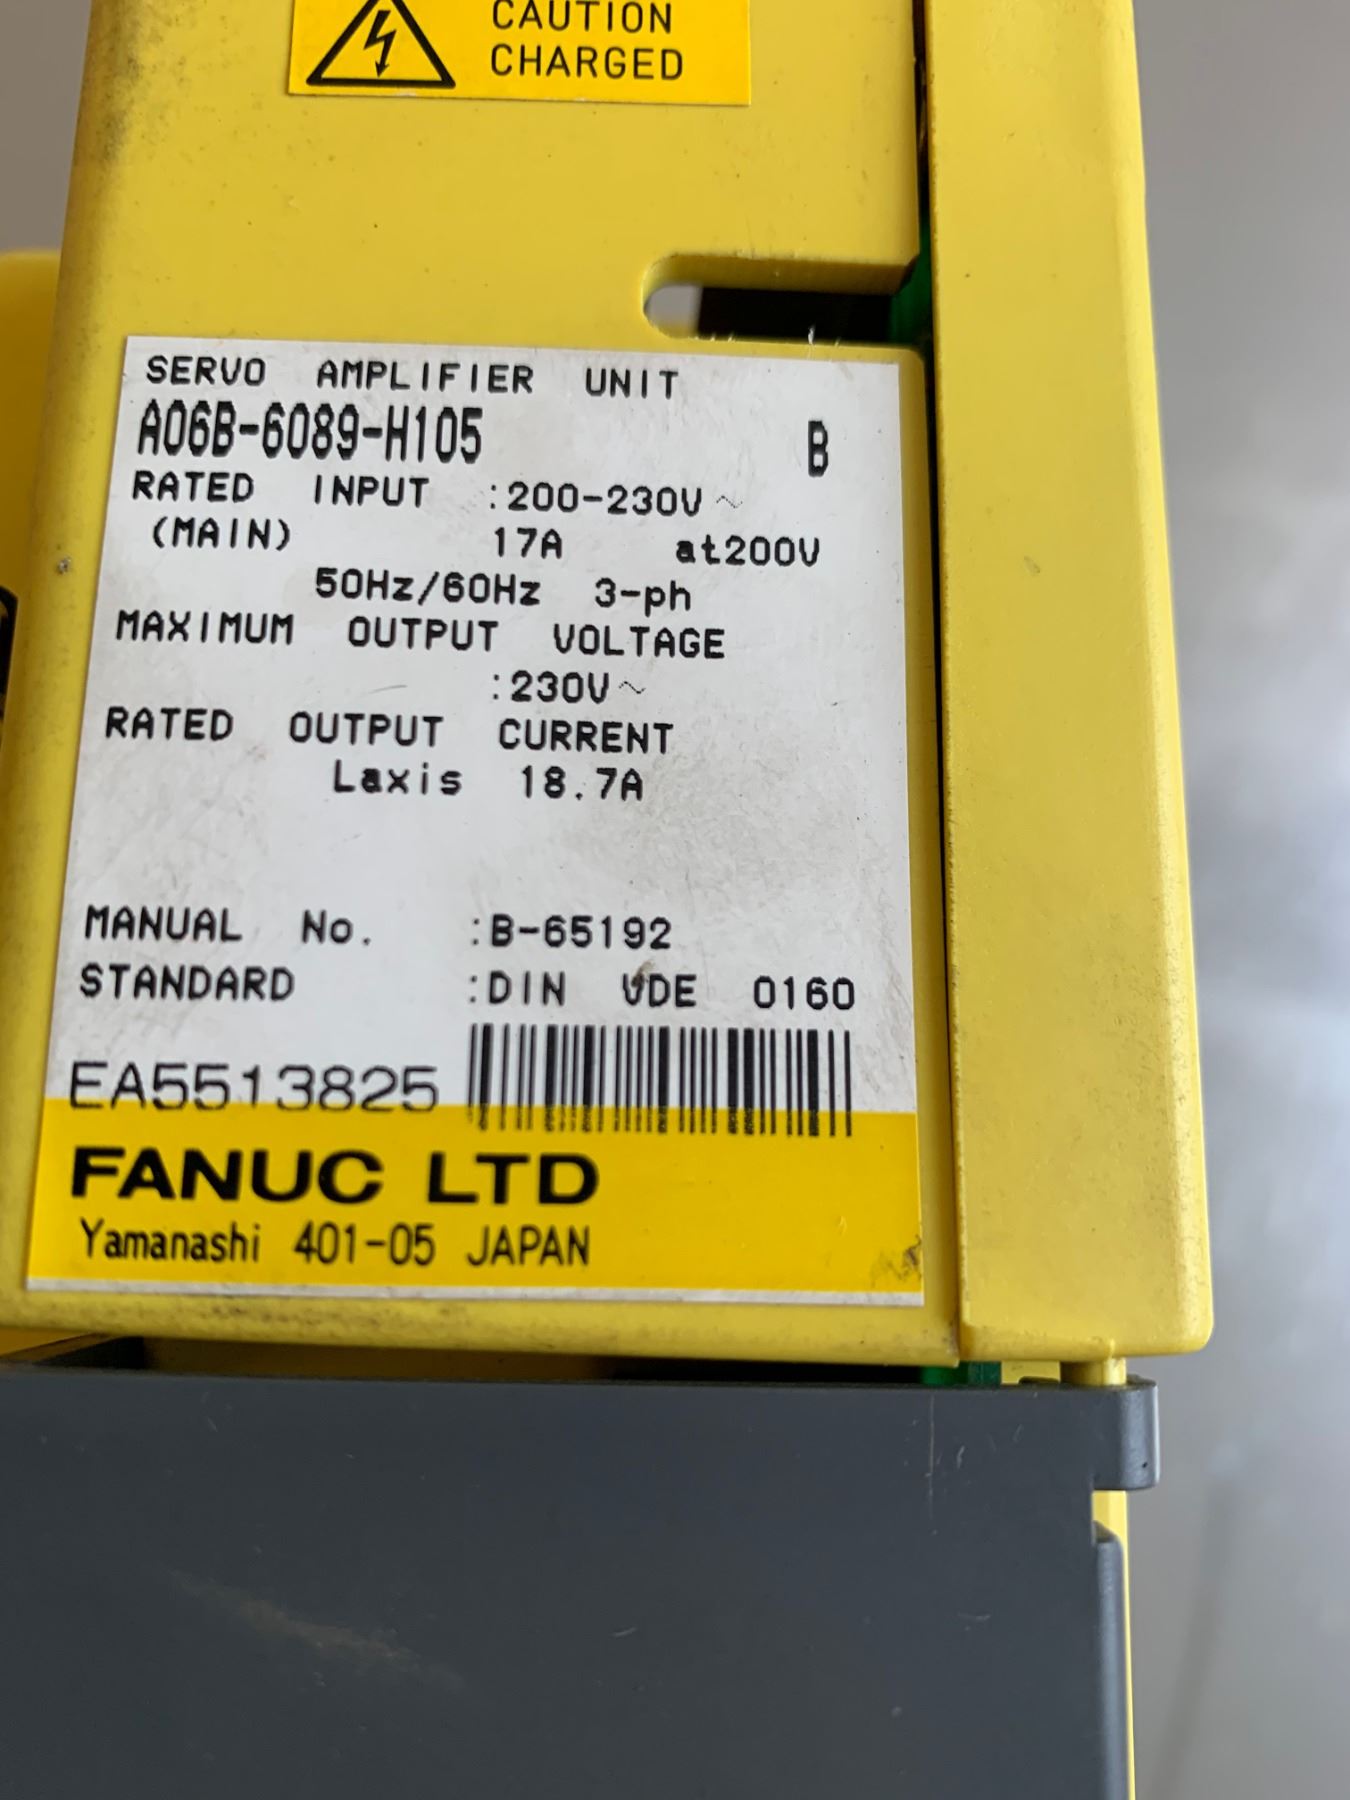 CAUTION
CHARGED
SERVO AMPLIFIER UNIT
A06B-6089-H105 B
RATED INPUT :200-230V~
(MAIN) 17A at200V
50Hz/60Hz 3-ph
MAXIMUM OUTPUT VOLTAGE
:230V~
RATED OUTPUT CURRENT
Laxis 18.7A
MANUAL No. :B-65192
STANDARD :DIN VDE 0160
EA5513825
FANUC LTD
Yamanashi 401-05 JAPAN